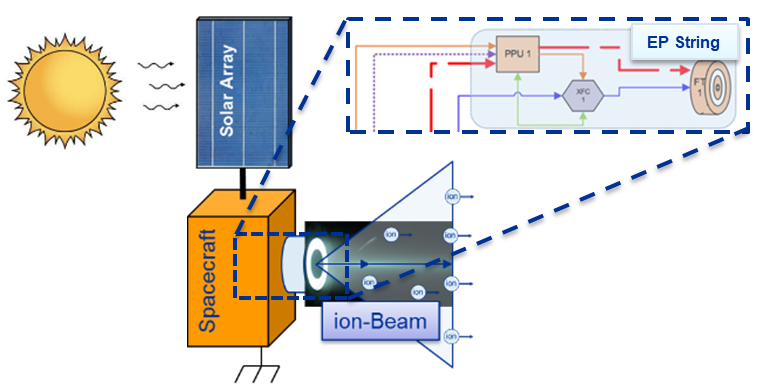 Solar Array
EP String
PPU 1
XFC
1
FT
1
Spacecraft
ion
ion
ion
ion
ion
ion
ion
ion-Beam